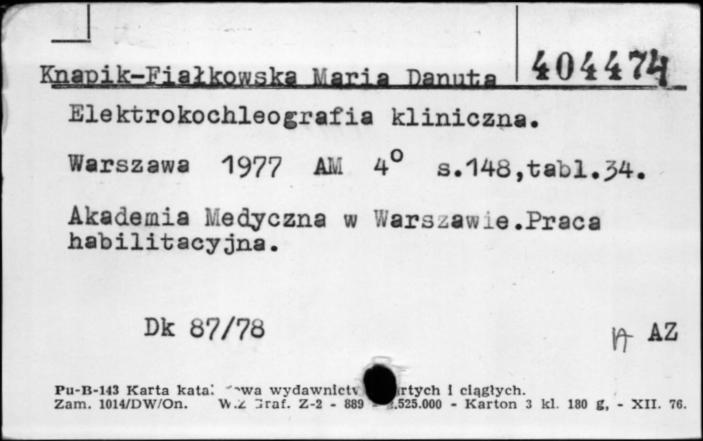 Knapik-Fiałkowska Maria Danuta 404474
Elektrokochleografia kliniczna.
Warszawa 1977 AM 4° s.148,tabl.34.
Akademia Medyczna w Warszawie.Praca
habilitacyjna.
Dk 87/78 AZ
Pu-B-143 Karta kata wydawnictw i ciągłych.
Zam. 1014/DW/On. Graf. Z-2 - 889 - .525.000 - Karton 3 kl. 180 g, - XII. 76.